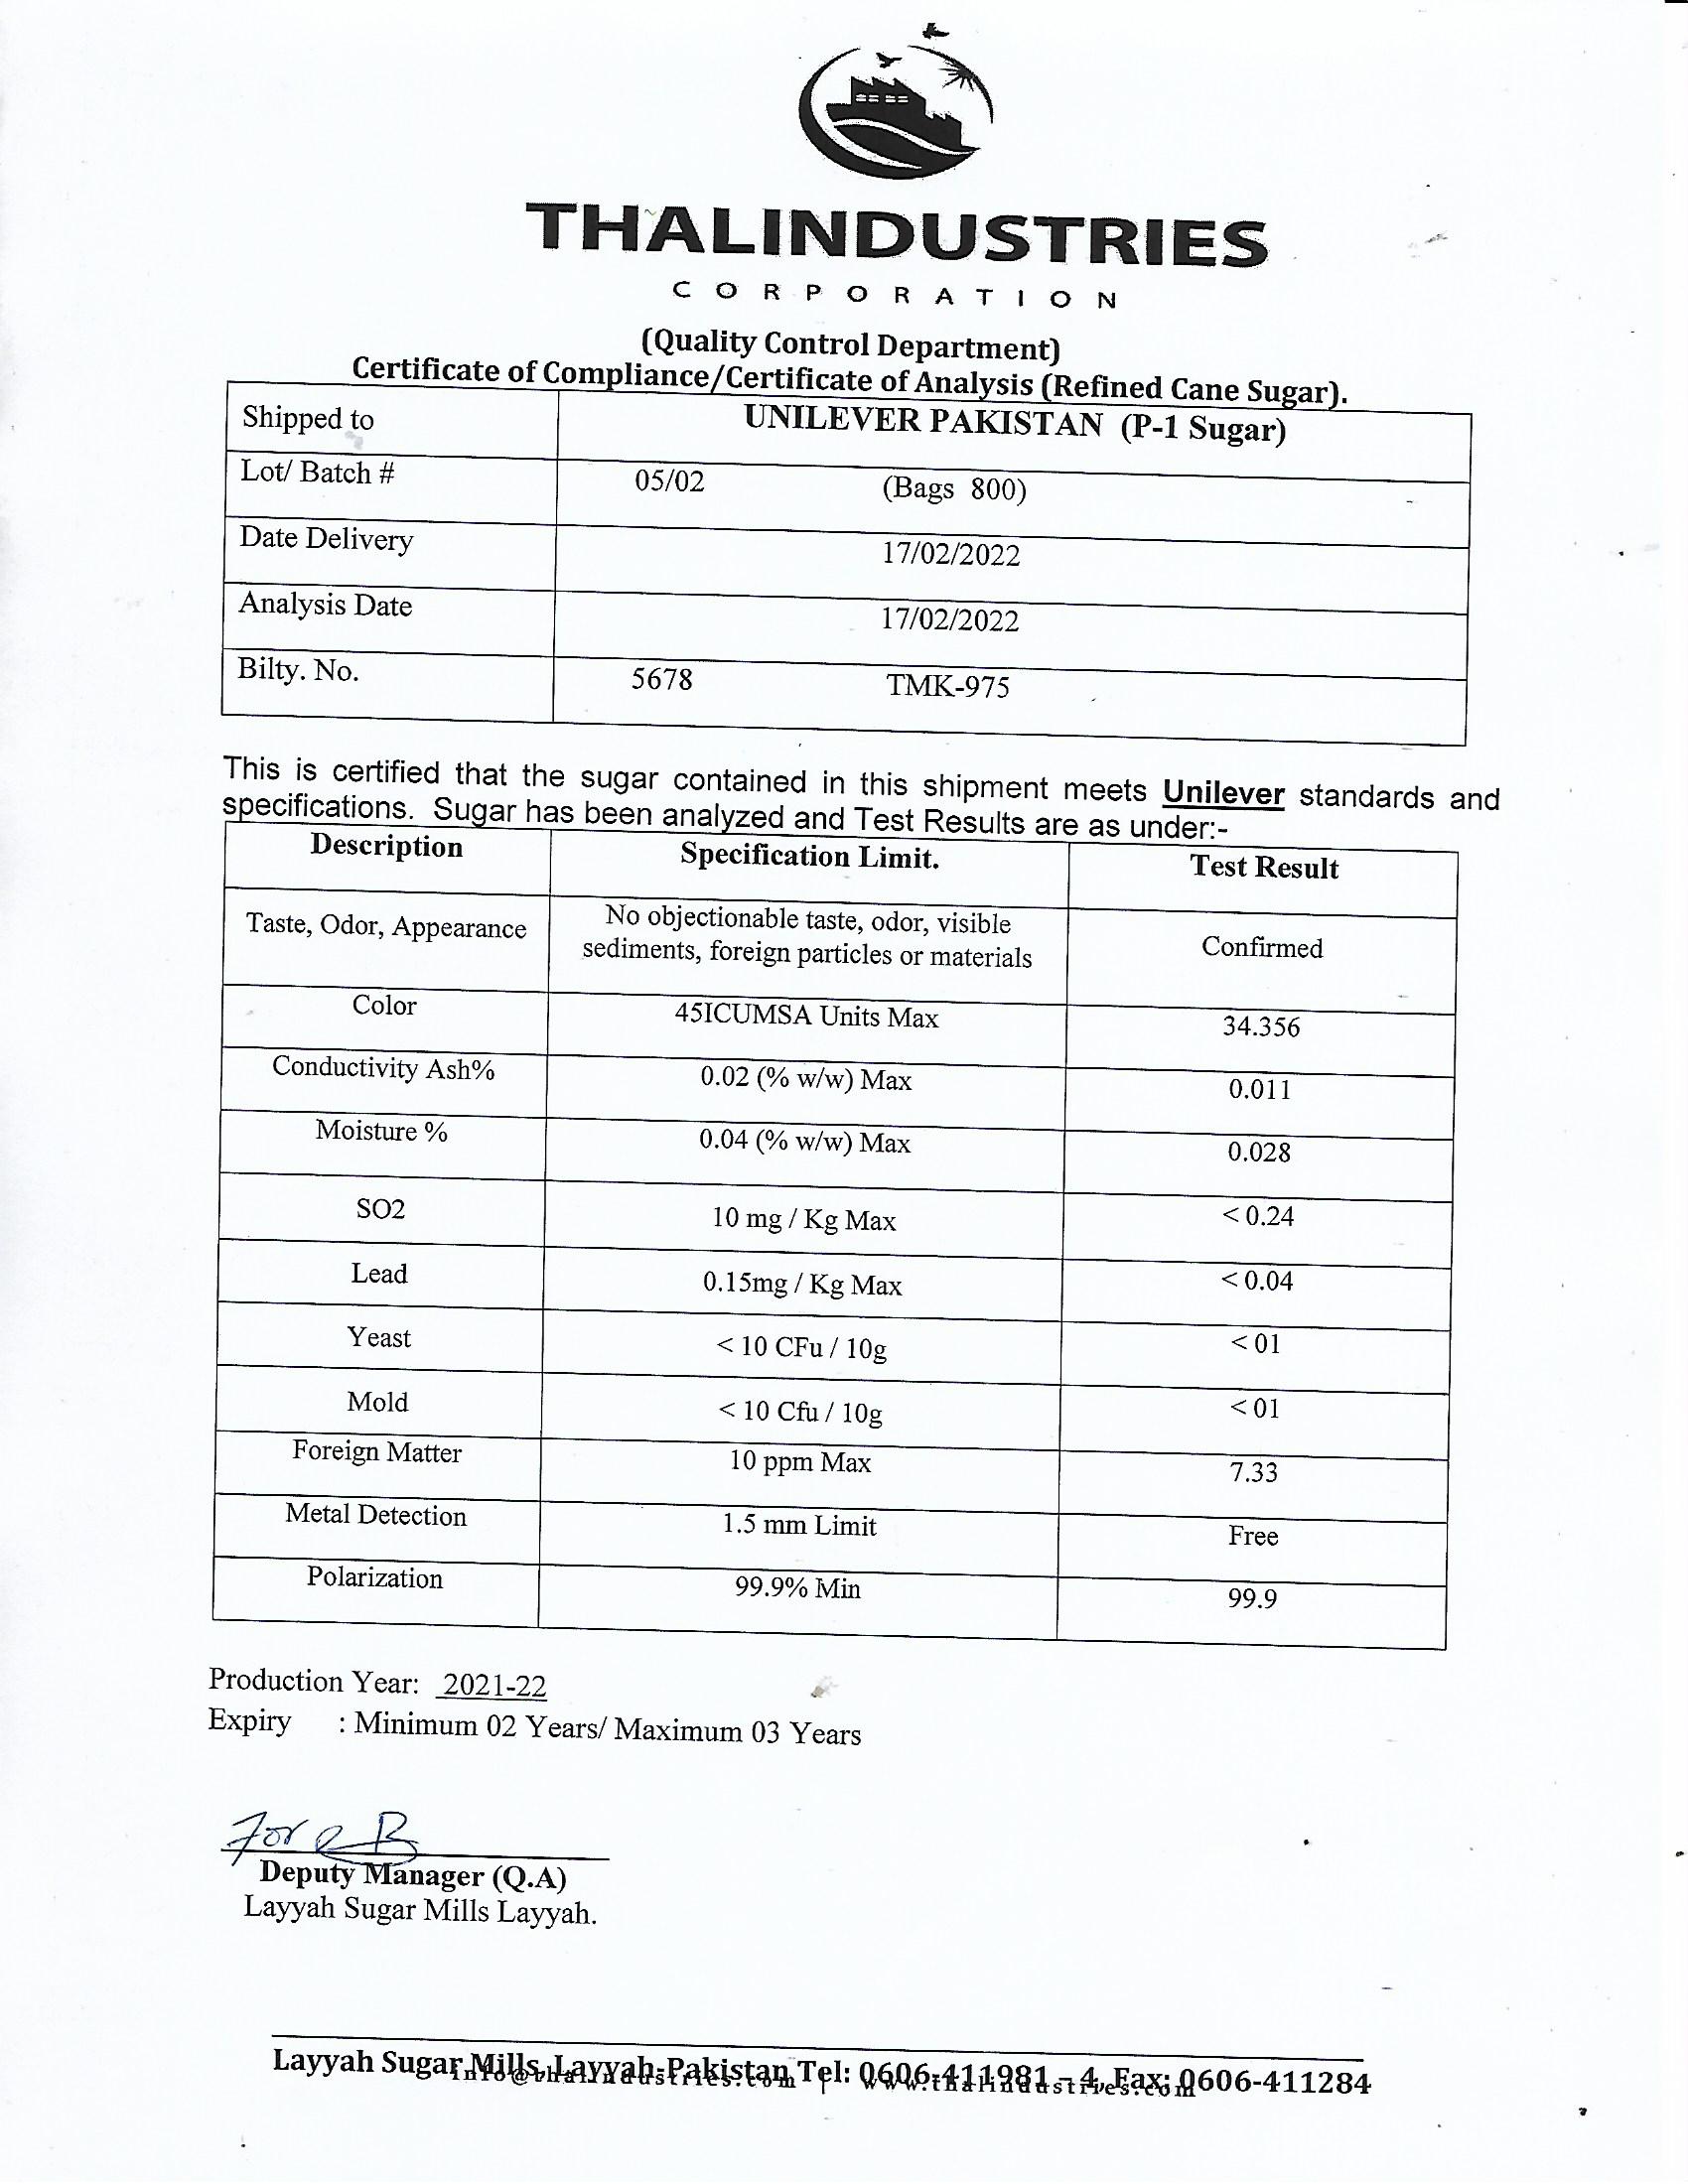 THALINDUSTRIES
CORPORATION
(Quality Control Department)
Certificate of Compliance/Certificate of Analysis (Refined Cane Sugar).
Shipped to UNILEVER PAKISTAN (P-1 Sugar)
Lot/ Batch # 05/02 (Bags 800)
Date Delivery 17/02/2022
Analysis Date 17/02/2022
Bilty. No. 5678 TMK-975
This is certified that the sugar contained in this shipment meets Unilever standards and
specifications. Sugar has been analyzed and Test Results are as under:-
Description Specification Limit. Test Result
Taste, Odor, Appearance No objectionable taste, odor, visible
sediments, foreign particles or materials Confirmed
Color 45ICUMSA Units Max 34.356
Conductivity Ash% 0.02 (% w/w) Max 0.011
Moisture % 0.04 (% w/w) Max 0.028
SO2 10 mg / Kg Max < 0.24
Lead 0.15mg / Kg Max < 0.04
Yeast < 10 CFu / 10g < 01
Mold < 10 Cfu / 10g < 01
Foreign Matter 10 ppm Max 7.33
Metal Detection 1.5 mm Limit Free
Polarization 99.9% Min 99.9
Production Year: 2021-22
Expiry : Minimum 02 Years/ Maximum 03 Years
For
Deputy Manager (Q.A)
Layyah Sugar Mills Layyah.
Layyah Sugar Mills, Layyah-Pakistan Tel: 0606-411981 – 4, Fax: 0606-411284
info@thalindustries.com | www.thalindustries.com